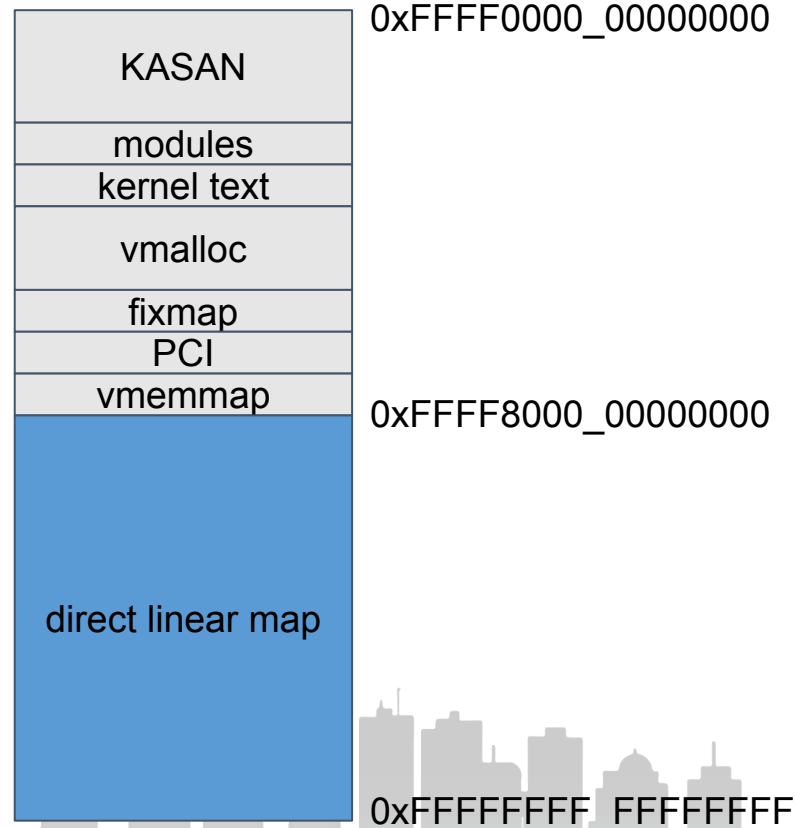 0xFFFF0000_00000000
KASAN
modules
kernel text
vmalloc
fixmap
PCI
vmemmap
0xFFFF8000_00000000
direct linear map
0xFFFFFFFF_FFFFFFFF